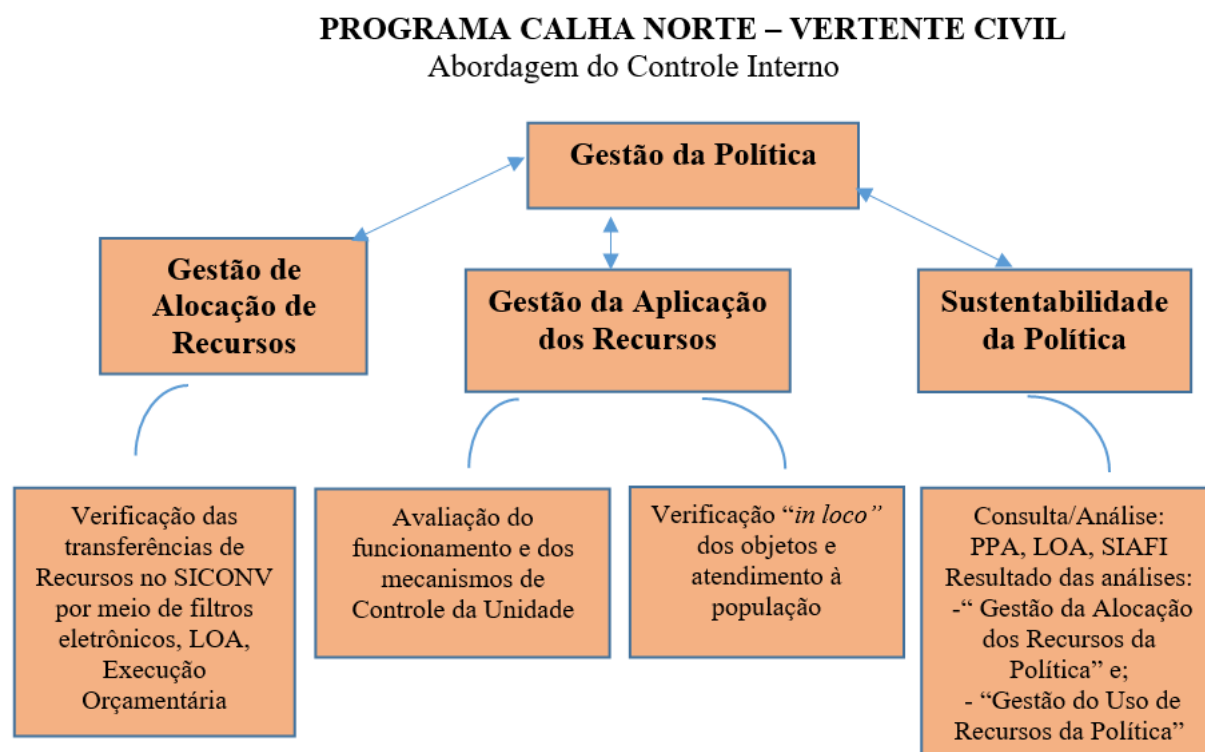 PROGRAMA CALHA NORTE – VERTENTE CIVIL
Abordagem do Controle Interno
Gestão da Política
Gestão de
Alocação de
Recursos
Gestão da Aplicação
dos Recursos
Sustentabilidade
da Política
Verificação das
transferências de
Recursos no SICONV
por meio de filtros
eletrônicos, LOA,
Execução
Orçamentária
Avaliação do
funcionamento e dos
mecanismos de
Controle da Unidade
Verificação “in loco”
dos objetos e
atendimento à
população
Consulta/Análise:
PPA, LOA, SIAFI
Resultado das análises:
-“ Gestão da Alocação
dos Recursos da
Política” e;
- “Gestão do Uso de
Recursos da Política”